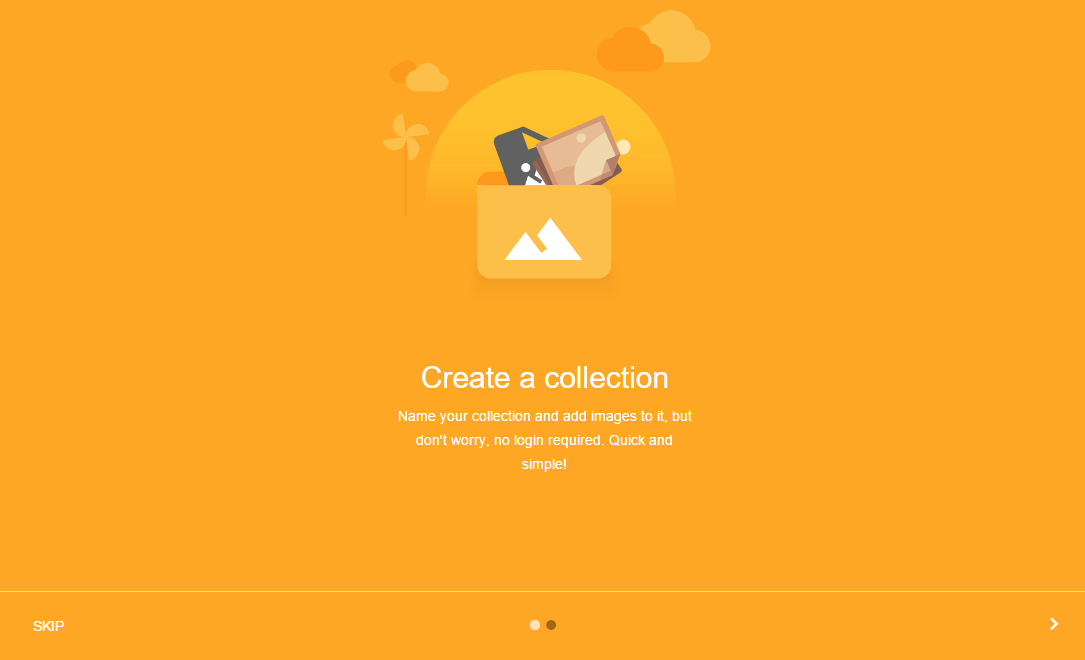 Create a collection
Name your collection and add images to it, but
don't worry, no login required. Quick and
simple!
SKIP